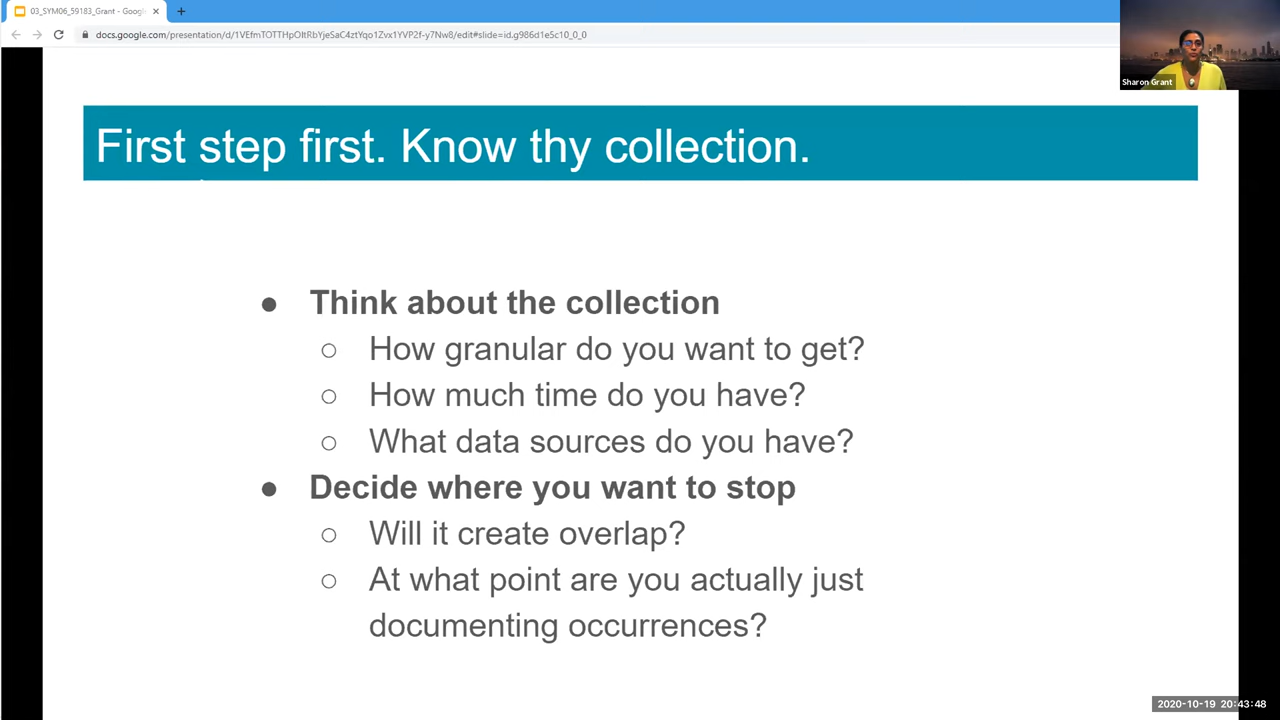 03_SYM06_59183_Grant - Goog
docs.google.com/presentation/d/1VEfmTOTTHpOltRbYjeSaC4ztYqo1Zvx1YVP2f-y7Nw8/edit#slide=id.g986d1e5c10_0_0
Sharon Grant
First step first. Know thy collection.
● Think about the collection
○ How granular do you want to get?
○ How much time do you have?
○ What data sources do you have?
● Decide where you want to stop
○ Will it create overlap?
○ At what point are you actually just
documenting occurrences?
2020-10-19 20:43:48